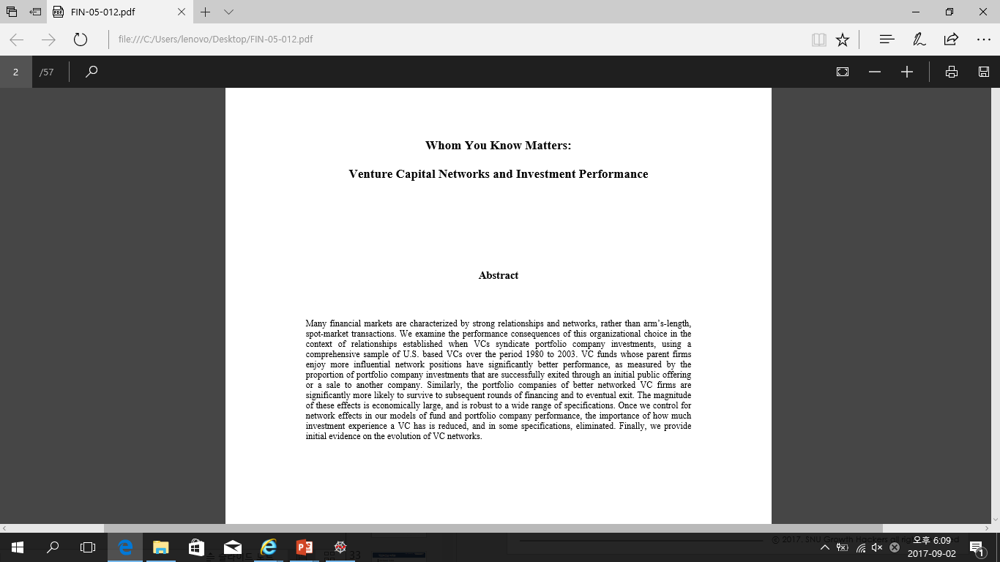 FIN-05-012.pdf
file:///C:/Users/lenovo/Desktop/FIN-05-012.pdf
2 /57
Whom You Know Matters:
Venture Capital Networks and Investment Performance
Abstract
Many financial markets are characterized by strong relationships and networks, rather than arm's-length,
spot-market transactions. We examine the performance consequences of this organizational choice in the
context of relationships established when VCs syndicate portfolio company investments, using a
comprehensive sample of U.S. based VCs over the period 1980 to 2003. VC funds whose parent firms
enjoy more influential network positions have significantly better performance, as measured by the
proportion of portfolio company investments that are successfully exited through an initial public offering
or a sale to another company. Similarly, the portfolio companies of better networked VC firms are
significantly more likely to survive to subsequent rounds of financing and to eventual exit. The magnitude
of these effects is economically large, and is robust to a wide range of specifications. Once we control for
network effects in our models of fund and portfolio company performance, the importance of how much
investment experience a VC has is reduced, and in some specifications, eliminated. Finally, we provide
initial evidence on the evolution of VC networks.
© 2017. SNU Growth Hackers all
오후 6:09
2017-09-02
1